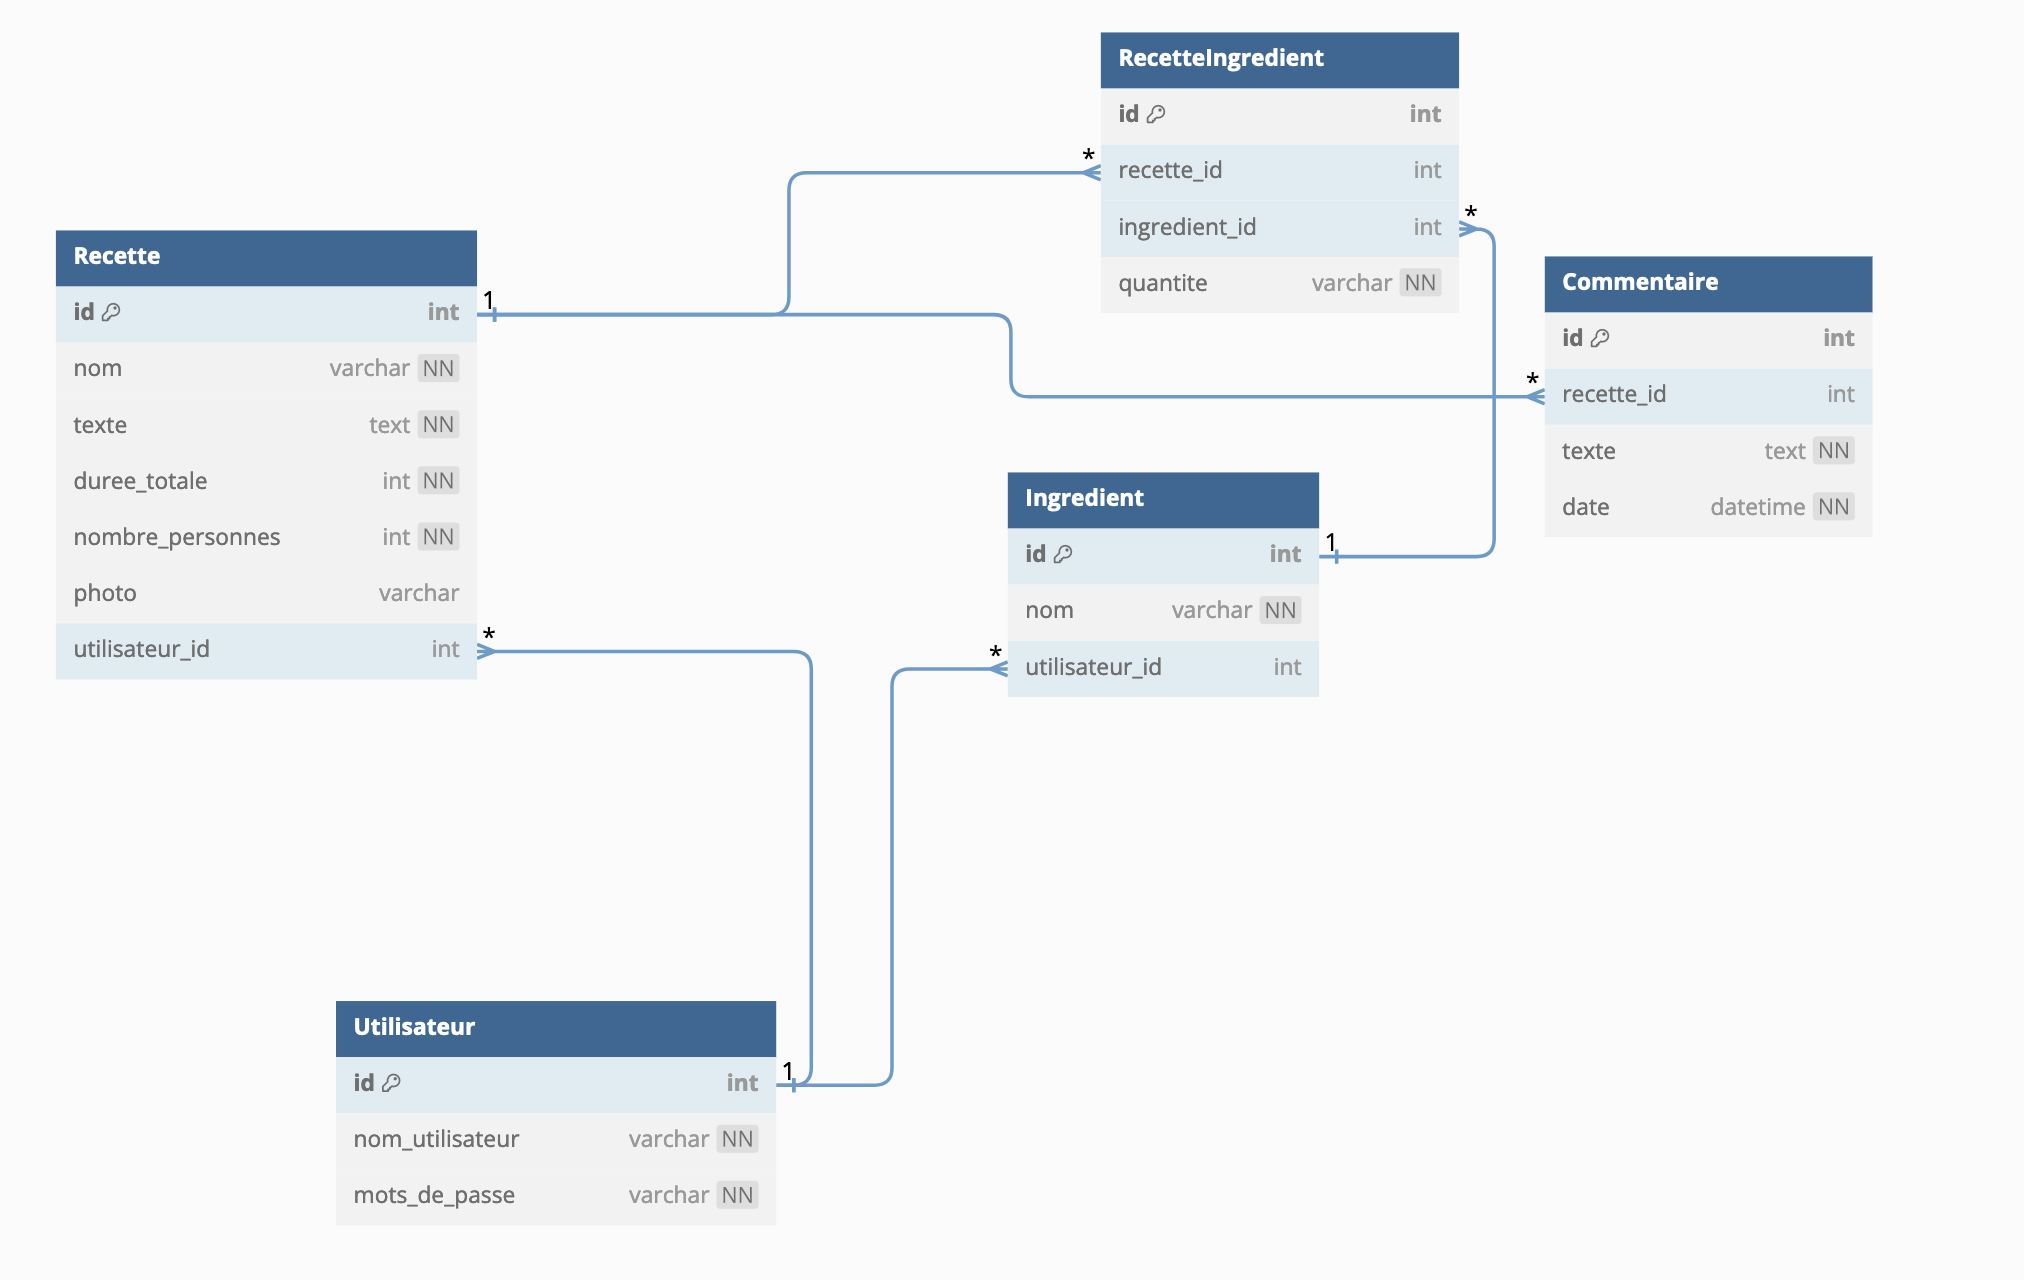 RecetteIngredient
id int
* recette_id int
ingredient_id int *
quantite varchar NN
Recette
id int 1
nom varchar NN
texte text NN
duree_totale int NN
nombre_personnes int NN
photo varchar
utilisateur_id int *
Commentaire
id int
* recette_id int
texte text NN
date datetime NN
Ingredient
id int 1
nom varchar NN
* utilisateur_id int
Utilisateur
id int 1
nom_utilisateur varchar NN
mots_de_passe varchar NN